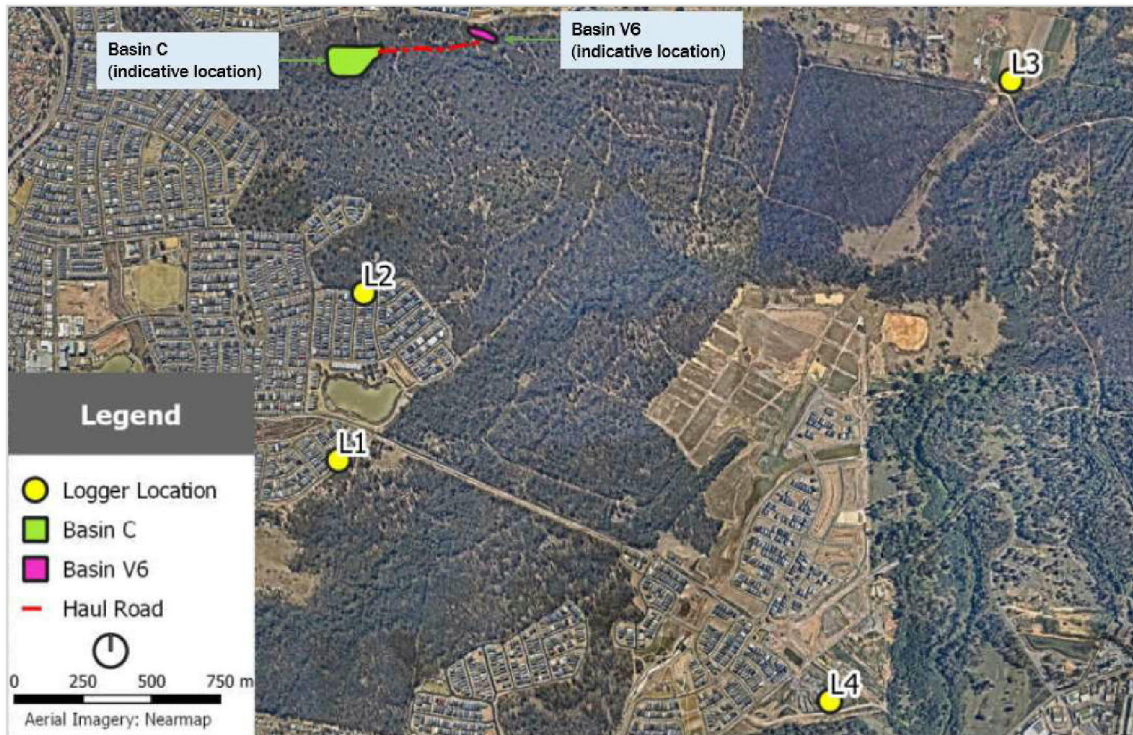 Basin C
(indicative location)
Basin V6
(indicative location)
L3
L2
L1
L4
Legend
Logger Location
Basin C
Basin V6
Haul Road
0 250 500 750 m
Aerial Imagery: Nearmap